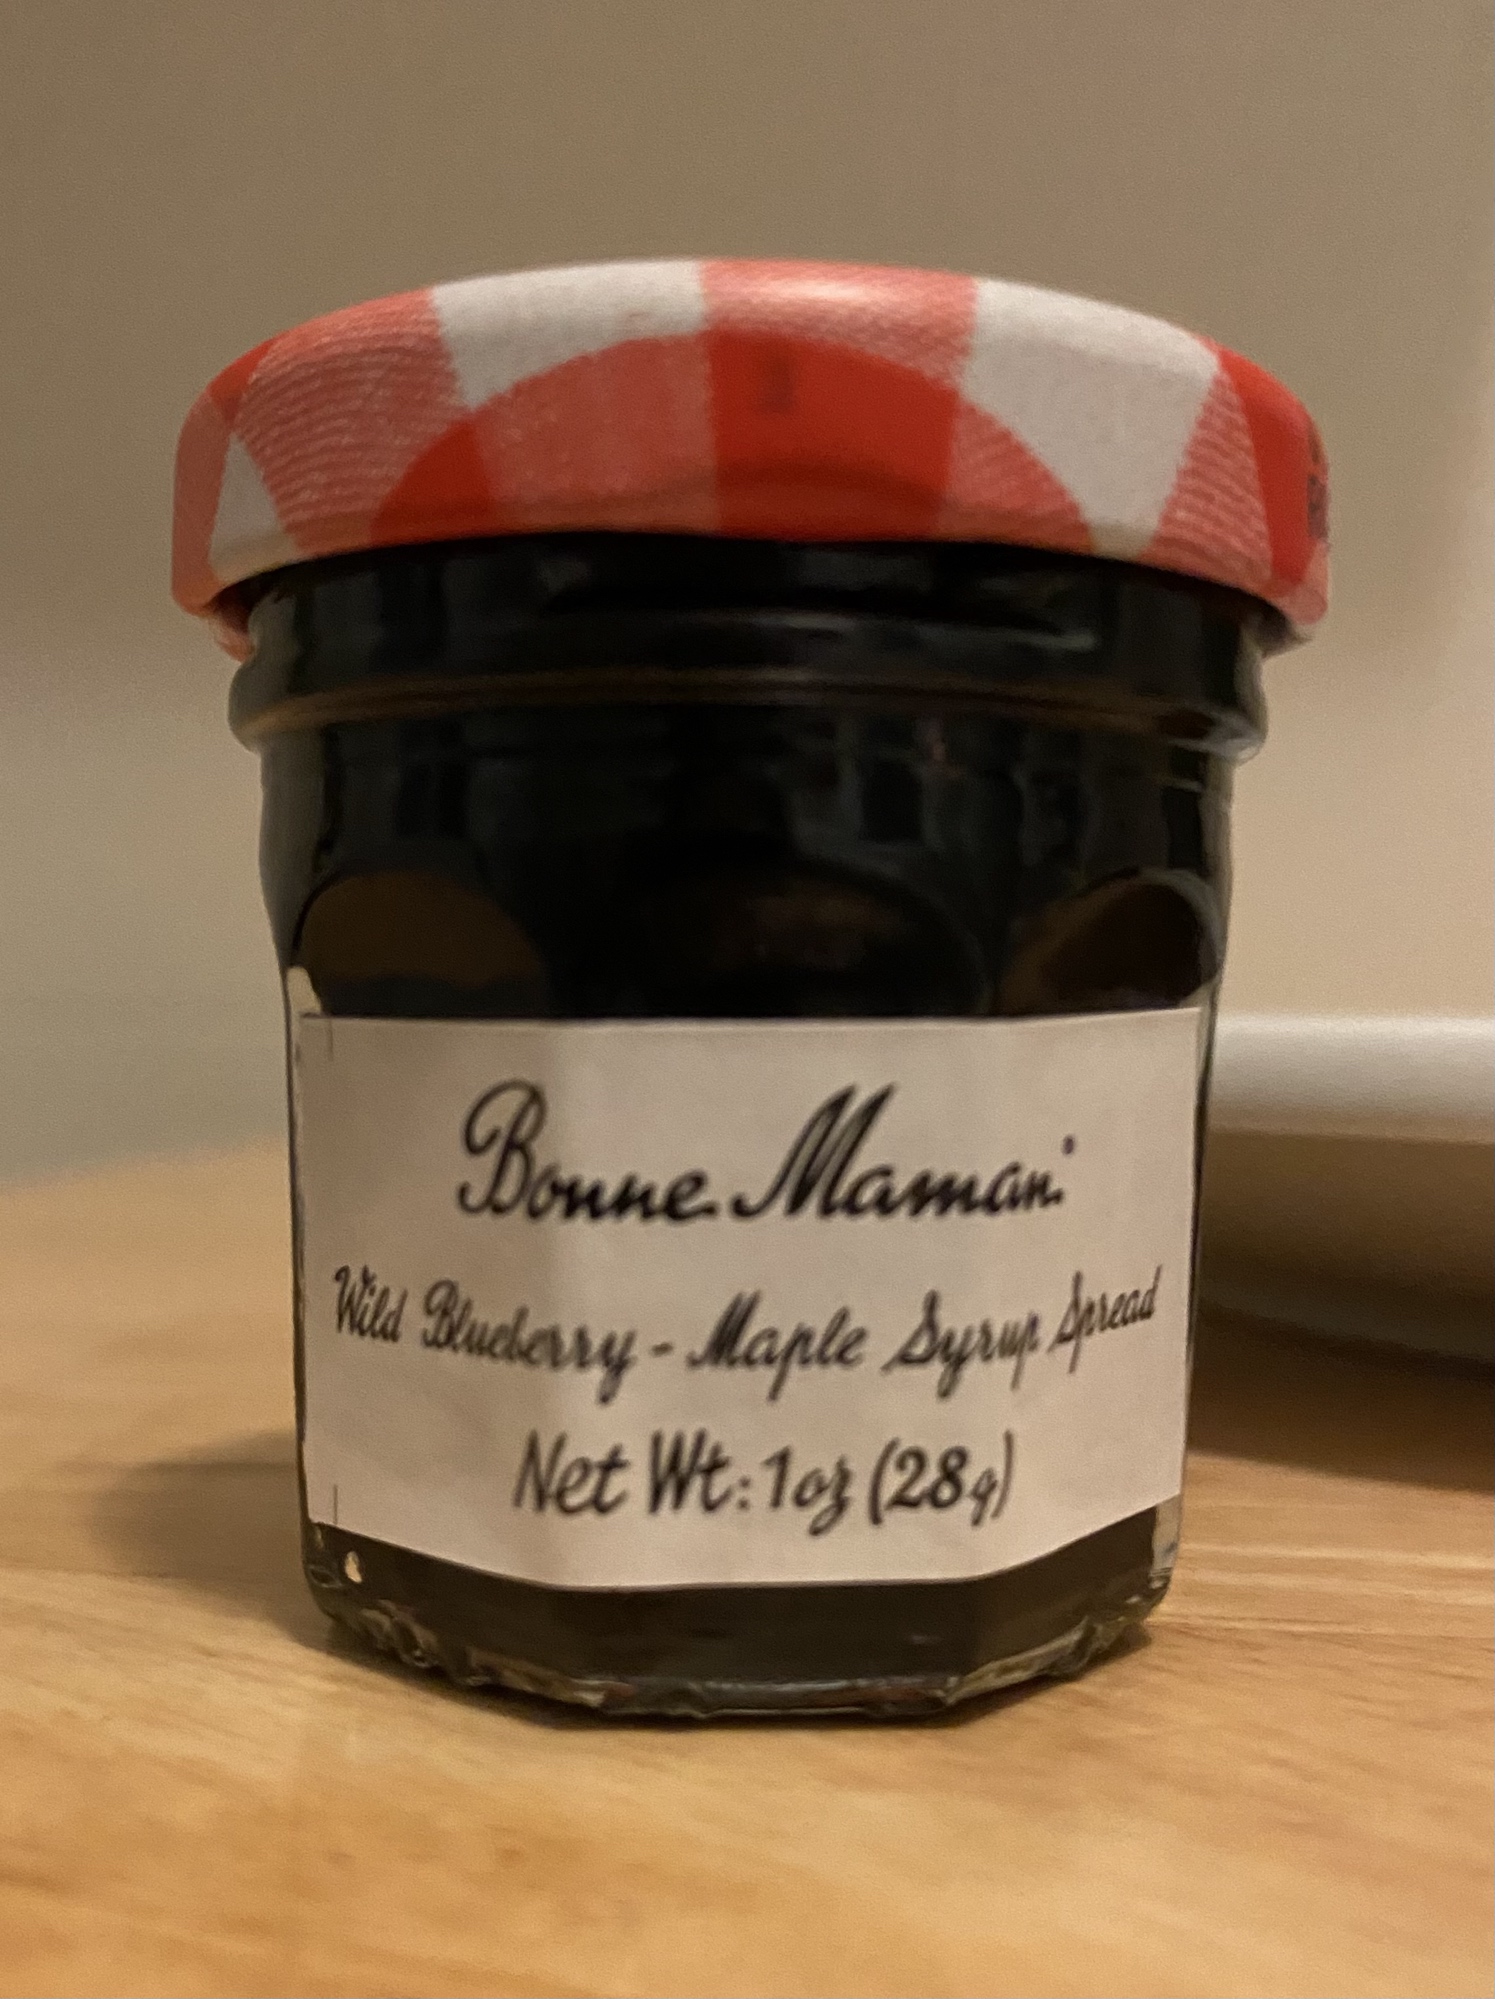 Bonne Maman®
Wild Blueberry - Maple Syrup Spread
Net Wt: 1oz (28g)